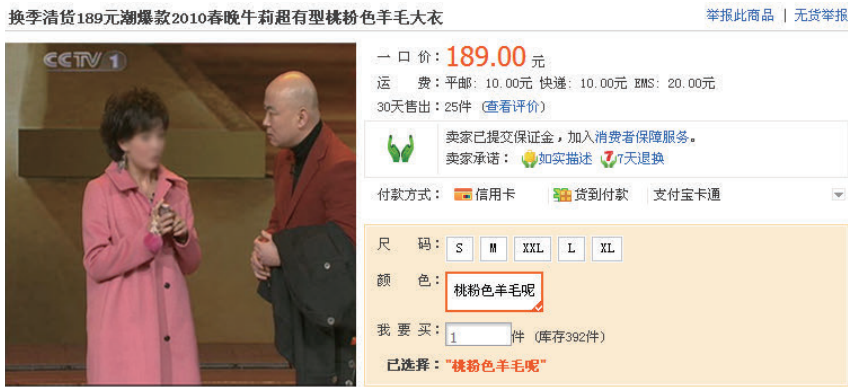 换季清货189元潮爆款2010春晚牛莉超有型桃粉色羊毛大衣
举报此商品 | 无货举报
CCTV 1
一口价：189.00 元
运 费：平邮: 10.00元 快递: 10.00元 EMS: 20.00元
30天售出：25件 (查看评价)
卖家已提交保证金，加入消费者保障服务。
卖家承诺： 如实描述 7 7天退换
付款方式： 信用卡 货到付款 支付宝卡通
尺 码： S M XXL L XL
颜 色： 桃粉色羊毛呢
我 要 买： 1 件 (库存392件)
已选择："桃粉色羊毛呢"